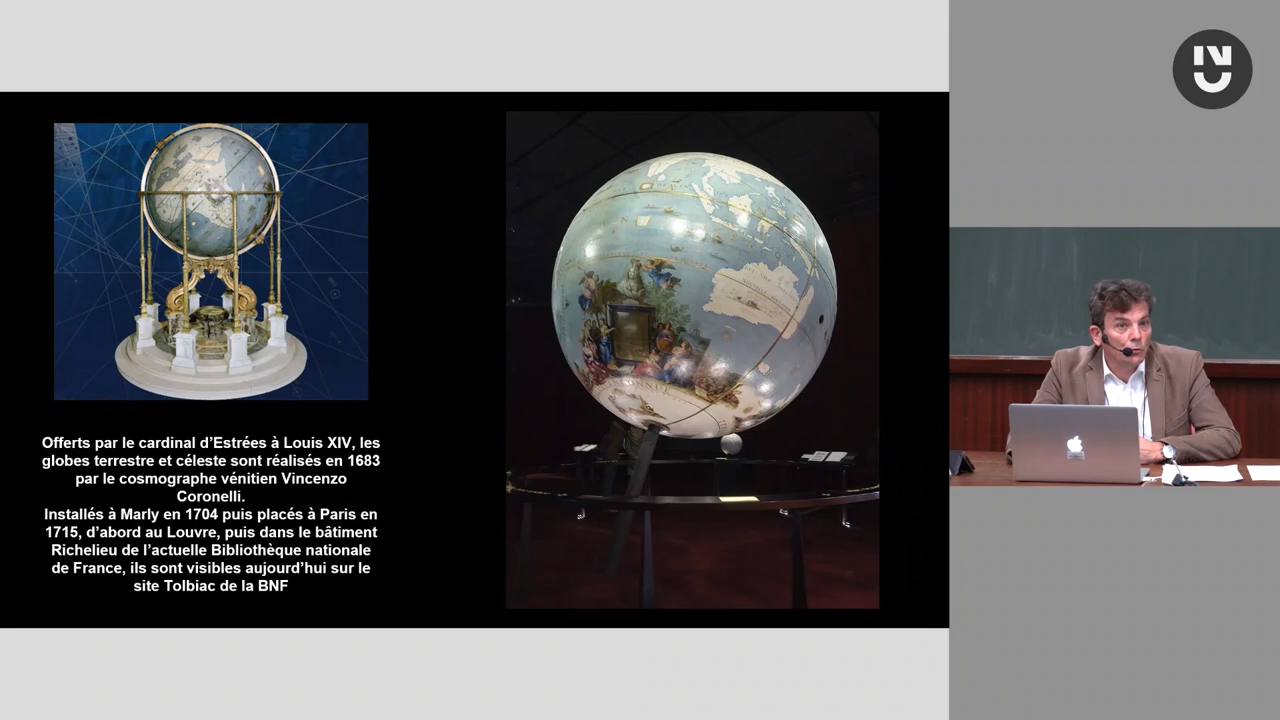 Offerts par le cardinal d'Estrées à Louis XIV, les
globes terrestre et céleste sont réalisés en 1683
par le cosmographe vénitien Vincenzo
Coronelli.
Installés à Marly en 1704 puis placés à Paris en
1715, d'abord au Louvre, puis dans le bâtiment
Richelieu de l'actuelle Bibliothèque nationale
de France, ils sont visibles aujourd'hui sur le
site Tolbiac de la BNF